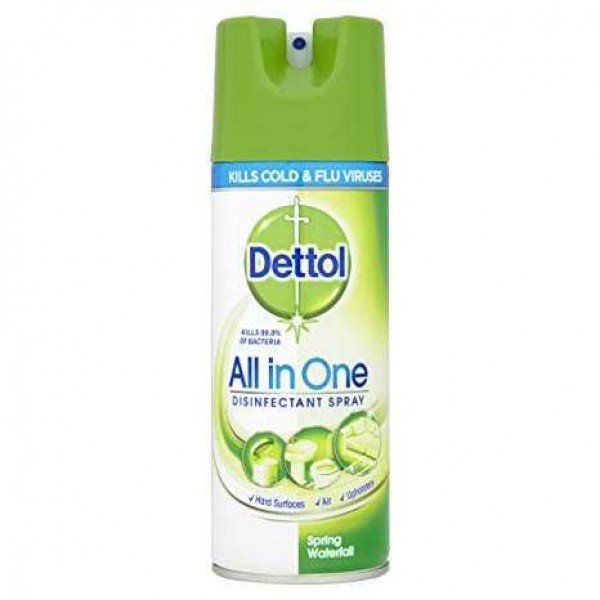 KILLS COLD & FLU VIRUSES
Dettol
KILLS 99.9%
OF BACTERIA
All in One
DISINFECTANT SPRAY
✓ Hard Surfaces ✓ Air ✓ Upholstery
Spring
Waterfall